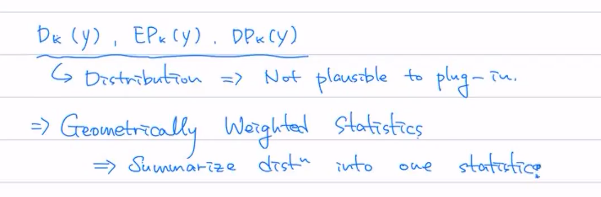 Dk(y), EPk(y), DPk(y)
↳ Distribution => Not plausible to plug-in.
=> Geometrically Weighted Statistics
=> Summarize distⁿ into one statistic.